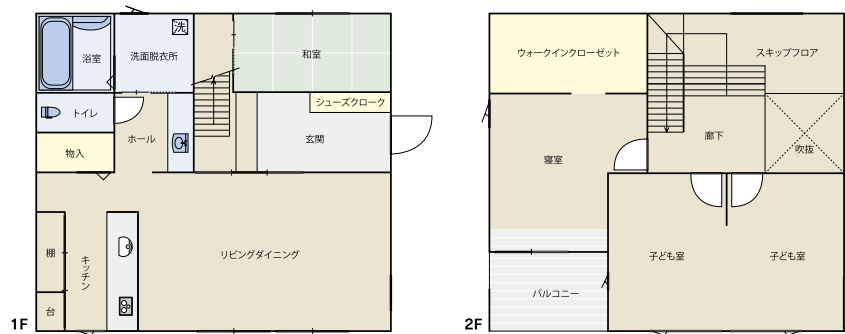 浴室
洗面脱衣所
洗
和室
トイレ
シューズクローク
ホール
玄関
物入
棚
キッチン
リビングダイニング
台
1F
ウォークインクローゼット
スキップフロア
寝室
廊下
吹抜
子ども室
子ども室
バルコニー
2F